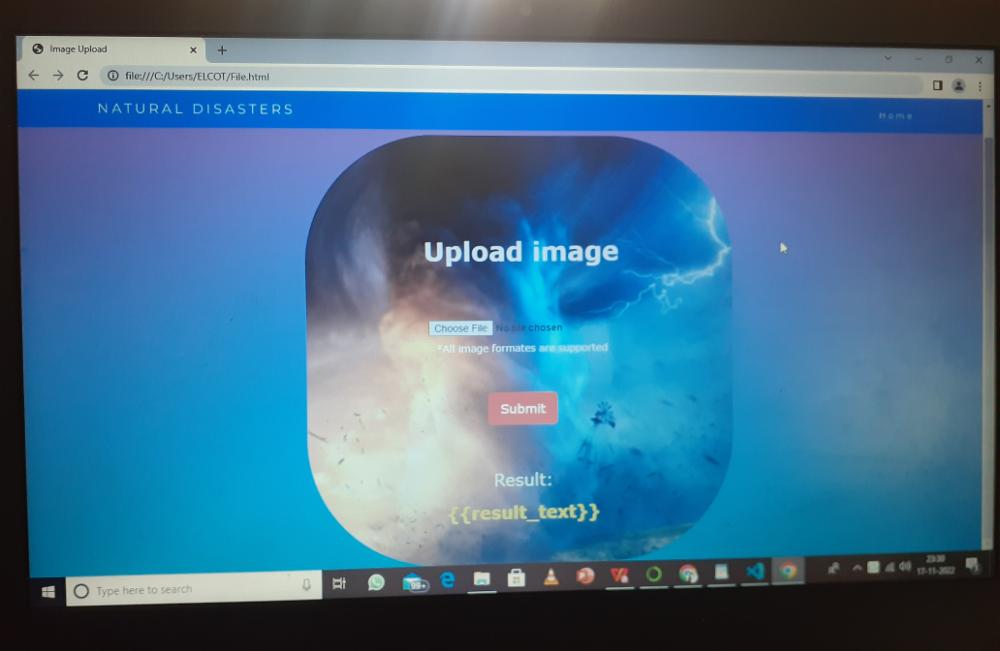 Image Upload
file:///C:/Users/ELCOT/File.html
NATURAL DISASTERS
Home
Upload image
Choose File No file chosen
*All image formates are supported
Submit
Result:
{{result_text}}
Type here to search
99+
23:30
17-11-2022